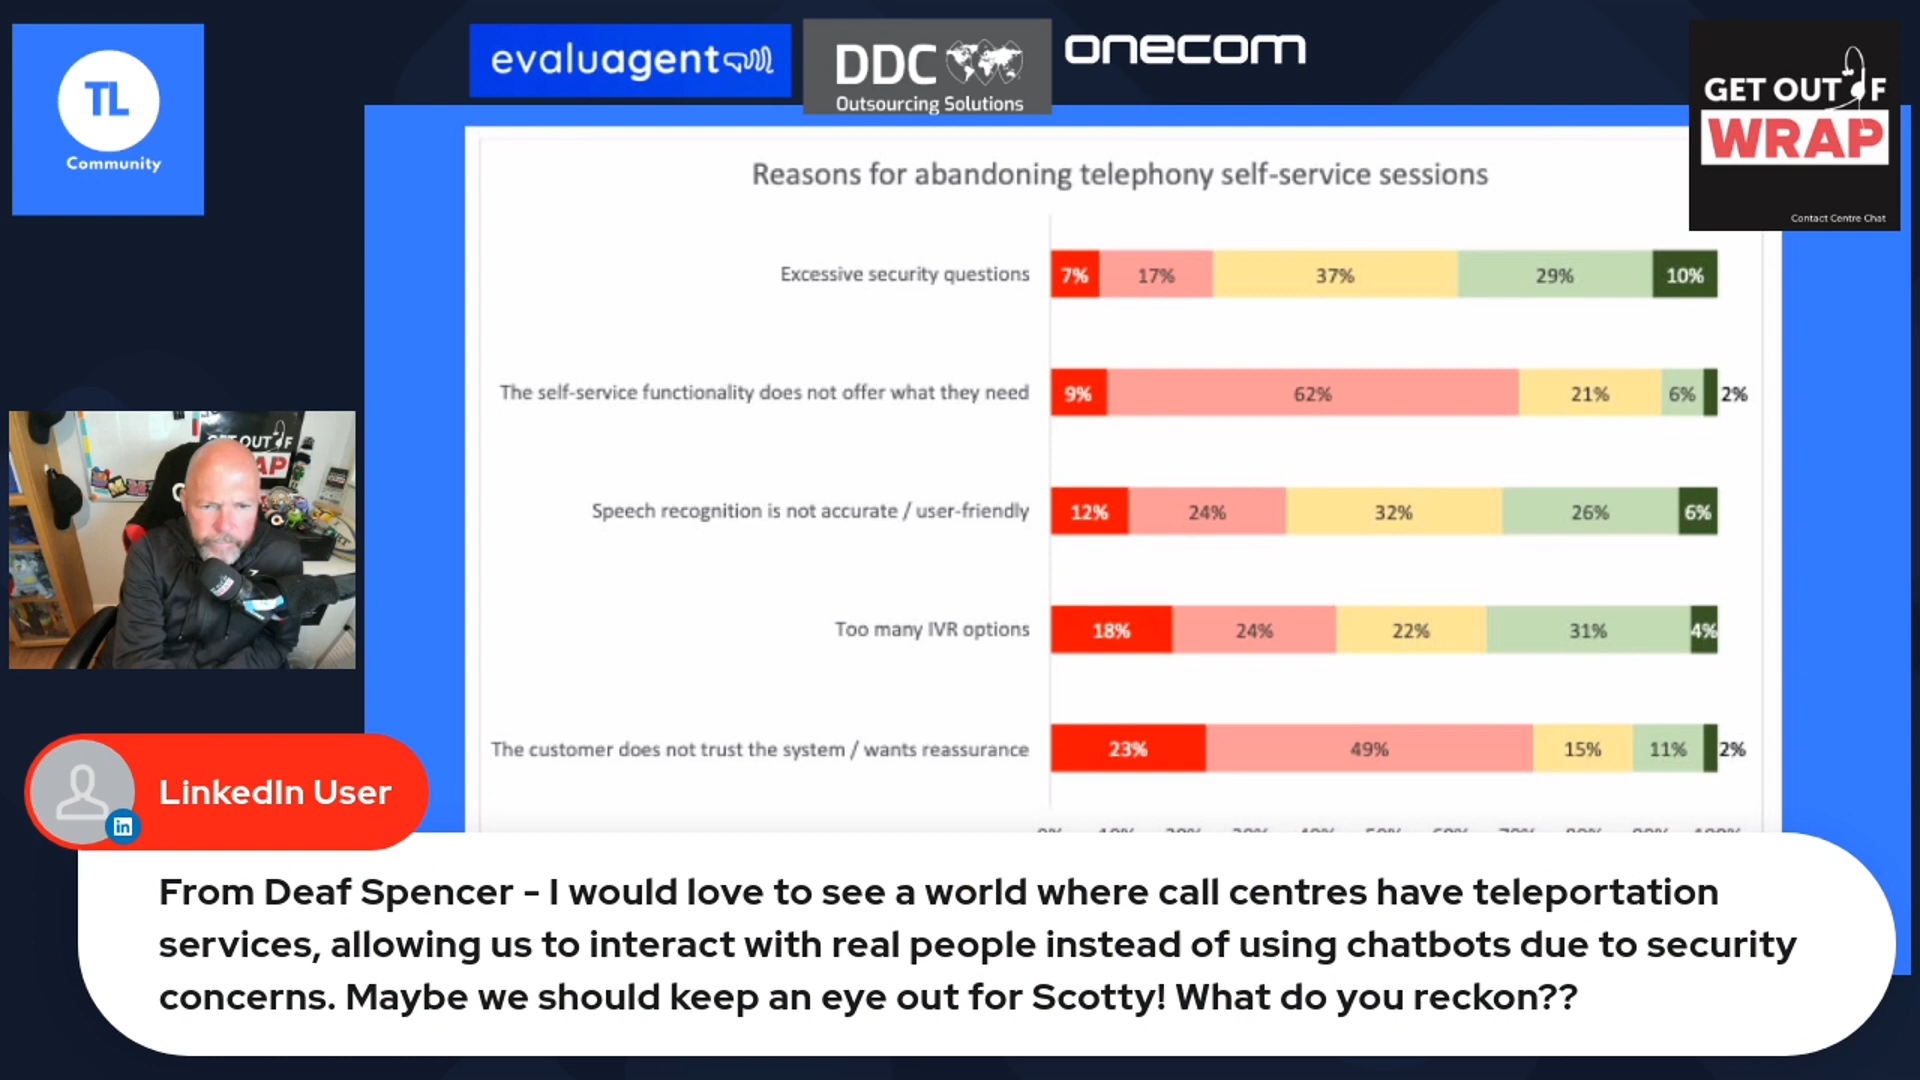 TL
Community
evaluagent
DDC
Outsourcing Solutions
onecom
GET OUT OF
WRAP
Contact Centre Chat
Reasons for abandoning telephony self-service sessions
Excessive security questions 7% 17% 37% 29% 10%
The self-service functionality does not offer what they need 9% 62% 21% 6% 2%
Speech recognition is not accurate / user-friendly 12% 24% 32% 26% 6%
Too many IVR options 18% 24% 22% 31% 4%
The customer does not trust the system / wants reassurance 23% 49% 15% 11% 2%
LinkedIn User
in
From Deaf Spencer - I would love to see a world where call centres have teleportation
services, allowing us to interact with real people instead of using chatbots due to security
concerns. Maybe we should keep an eye out for Scotty! What do you reckon??